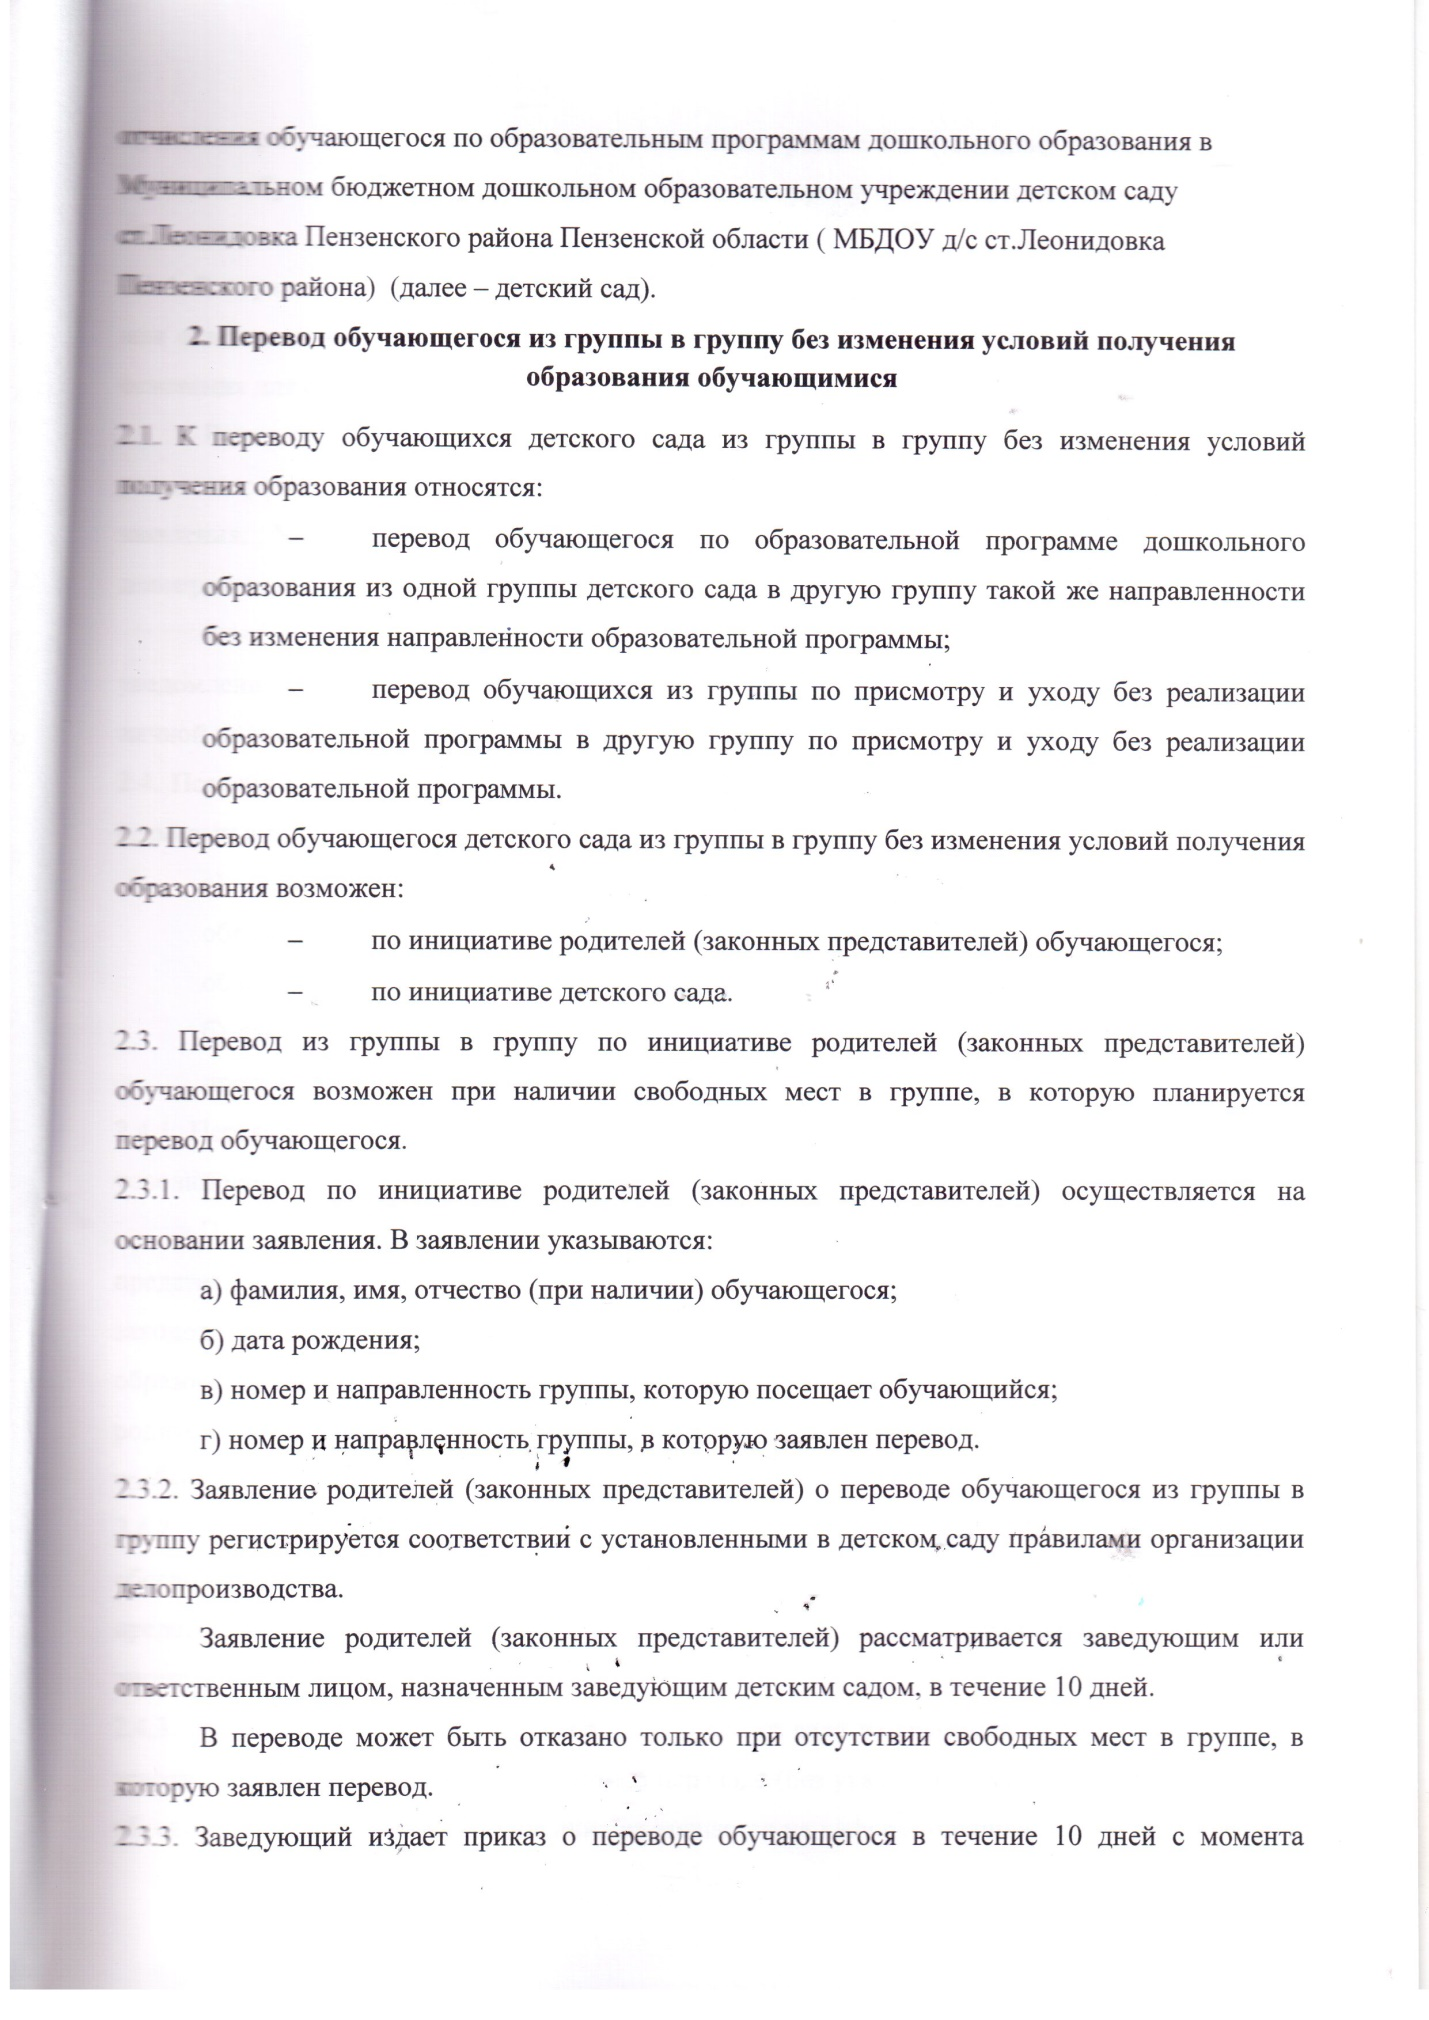 отчисления обучающегося по образовательным программам дошкольного образования в
Муниципальном бюджетном дошкольном образовательном учреждении детском саду
ст.Леонидовка Пензенского района Пензенской области ( МБДОУ д/с ст.Леонидовка
Пензенского района) (далее – детский сад).
2. Перевод обучающегося из группы в группу без изменения условий получения
образования обучающимися
2.1. К переводу обучающихся детского сада из группы в группу без изменения условий
получения образования относятся:
– перевод обучающегося по образовательной программе дошкольного
образования из одной группы детского сада в другую группу такой же направленности
без изменения направленности образовательной программы;
– перевод обучающихся из группы по присмотру и уходу без реализации
образовательной программы в другую группу по присмотру и уходу без реализации
образовательной программы.
2.2. Перевод обучающегося детского сада из группы в группу без изменения условий получения
образования возможен:
– по инициативе родителей (законных представителей) обучающегося;
– по инициативе детского сада.
2.3. Перевод из группы в группу по инициативе родителей (законных представителей)
обучающегося возможен при наличии свободных мест в группе, в которую планируется
перевод обучающегося.
2.3.1. Перевод по инициативе родителей (законных представителей) осуществляется на
основании заявления. В заявлении указываются:
а) фамилия, имя, отчество (при наличии) обучающегося;
б) дата рождения;
в) номер и направленность группы, которую посещает обучающийся;
г) номер и направленность группы, в которую заявлен перевод.
2.3.2. Заявление родителей (законных представителей) о переводе обучающегося из группы в
группу регистрируется соответствии с установленными в детском саду правилами организации
делопроизводства.
Заявление родителей (законных представителей) рассматривается заведующим или
ответственным лицом, назначенным заведующим детским садом, в течение 10 дней.
В переводе может быть отказано только при отсутствии свободных мест в группе, в
которую заявлен перевод.
2.3.3. Заведующий издает приказ о переводе обучающегося в течение 10 дней с момента